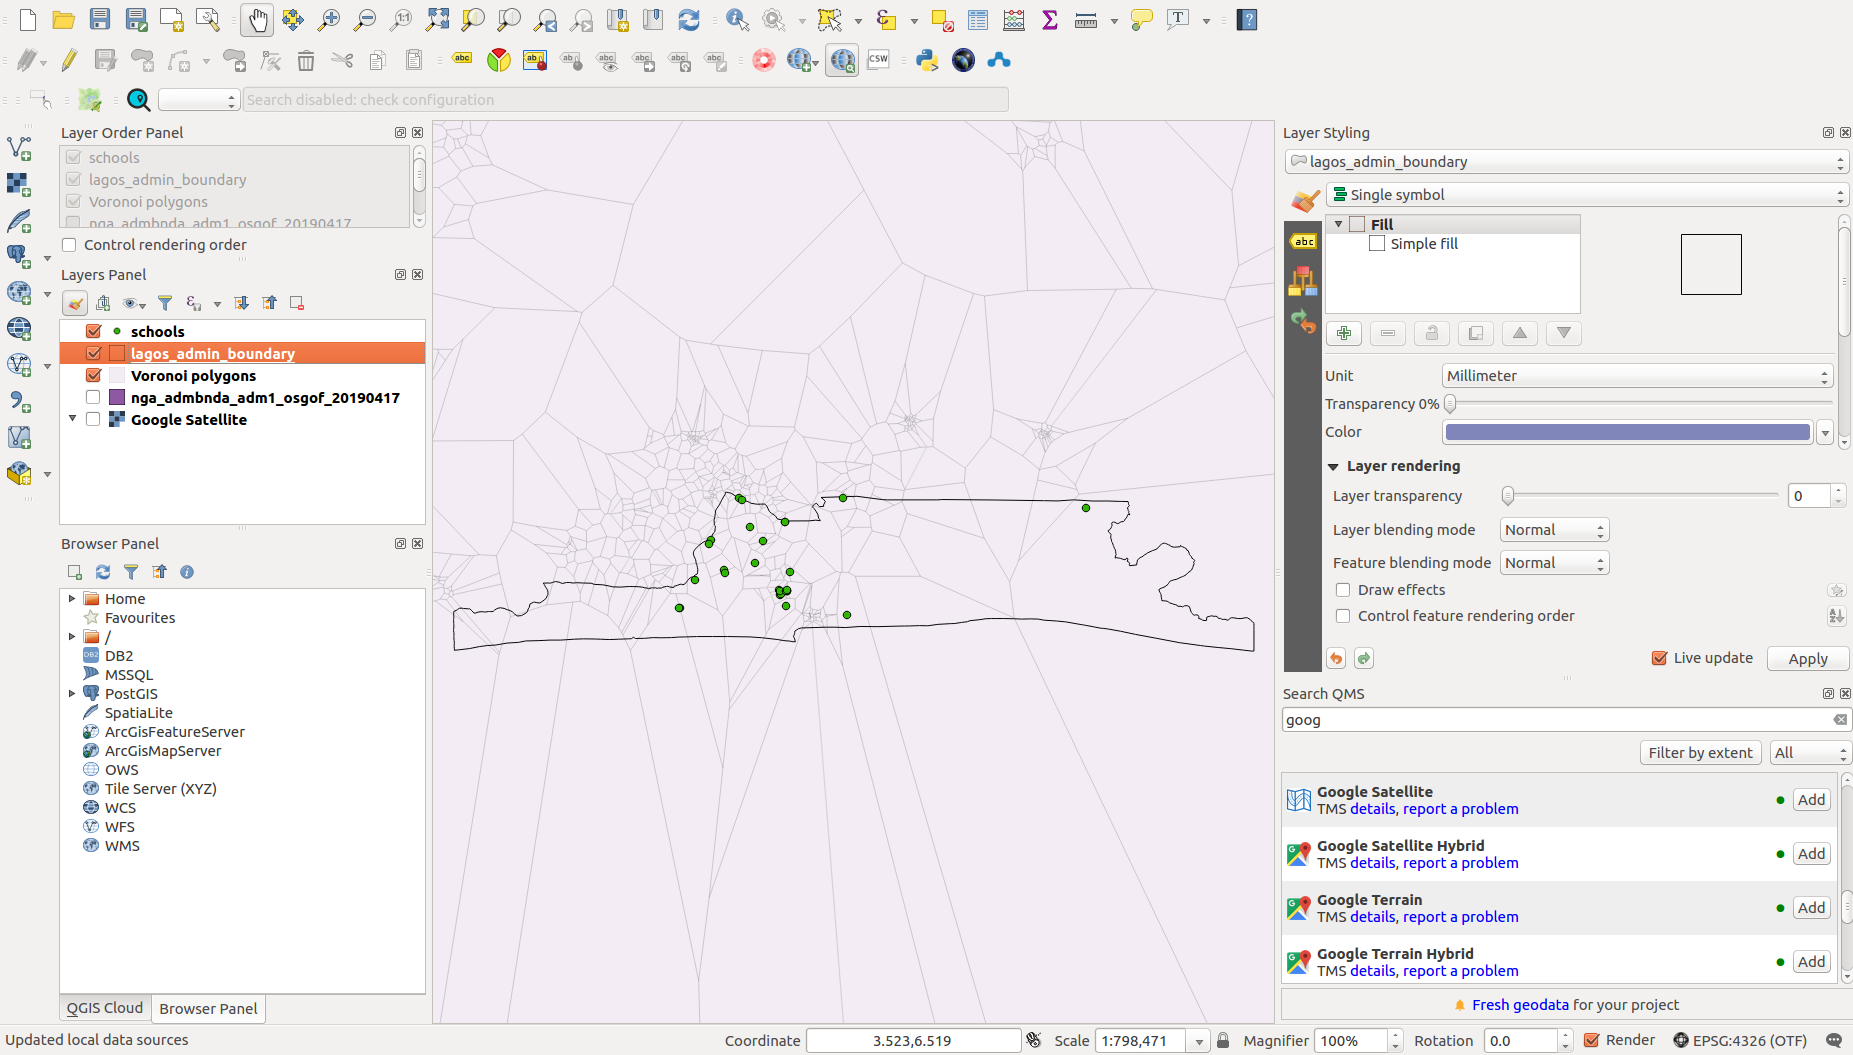 Search disabled: check configuration
Layer Order Panel
schools
lagos_admin_boundary
Voronoi polygons
nga_admbnda_adm1_osgof_20190417
Control rendering order
Layers Panel
schools
lagos_admin_boundary
Voronoi polygons
nga_admbnda_adm1_osgof_20190417
Google Satellite
Browser Panel
Home
Favourites
/
DB2
MSSQL
PostGIS
SpatiaLite
ArcGisFeatureServer
ArcGisMapServer
OWS
Tile Server (XYZ)
WCS
WFS
WMS
QGIS Cloud
Browser Panel
Layer Styling
lagos_admin_boundary
Single symbol
Fill
Simple fill
Unit Millimeter
Transparency 0%
Color
Layer rendering
Layer transparency 0
Layer blending mode Normal
Feature blending mode Normal
Draw effects
Control feature rendering order
Live update Apply
Search QMS
goog
Filter by extent All
Google Satellite
TMS details, report a problem Add
Google Satellite Hybrid
TMS details, report a problem Add
Google Terrain
TMS details, report a problem Add
Google Terrain Hybrid
TMS details, report a problem Add
Fresh geodata for your project
Updated local data sources Coordinate 3.523,6.519 Scale 1:798,471 Magnifier 100% Rotation 0.0 Render EPSG:4326 (OTF)